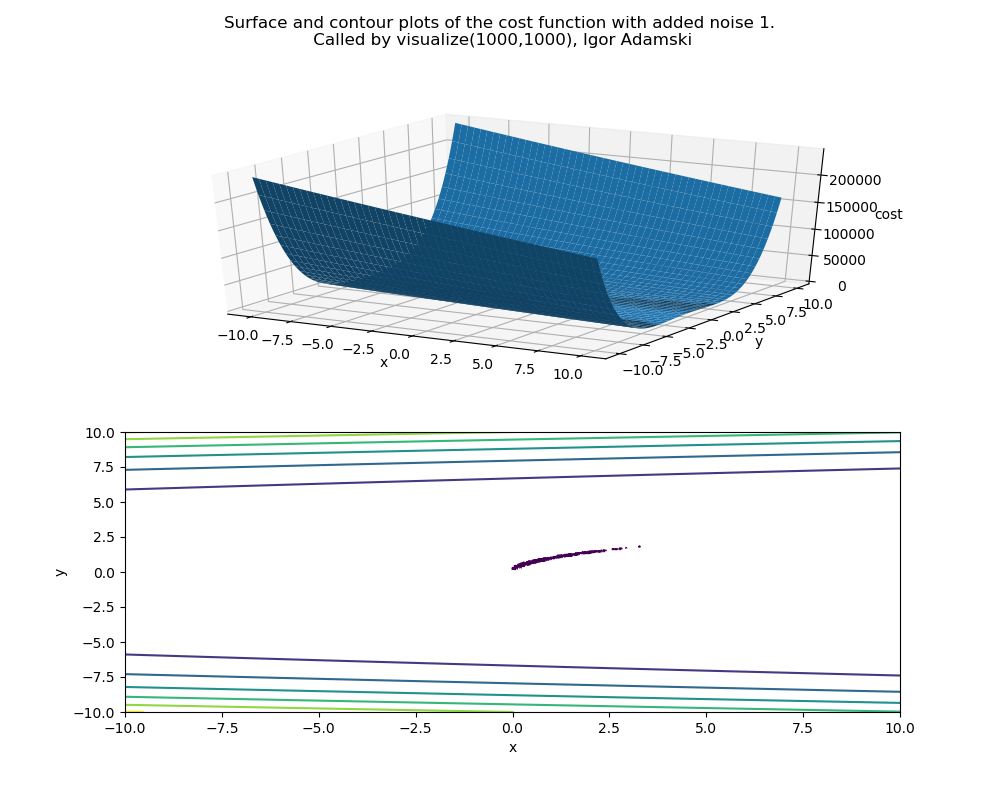 Surface and contour plots of the cost function with added noise 1.
Called by visualize(1000,1000), Igor Adamski
200000
150000
cost
100000
50000
0
−10.0 −7.5 −5.0 −2.5 0.0 2.5 5.0 7.5 10.0
x
−10.0 −7.5 −5.0 −2.5 0.0 2.5 5.0 7.5 10.0
y
10.0
7.5
5.0
2.5
0.0
−2.5
−5.0
−7.5
−10.0
y
−10.0 −7.5 −5.0 −2.5 0.0 2.5 5.0 7.5 10.0
x